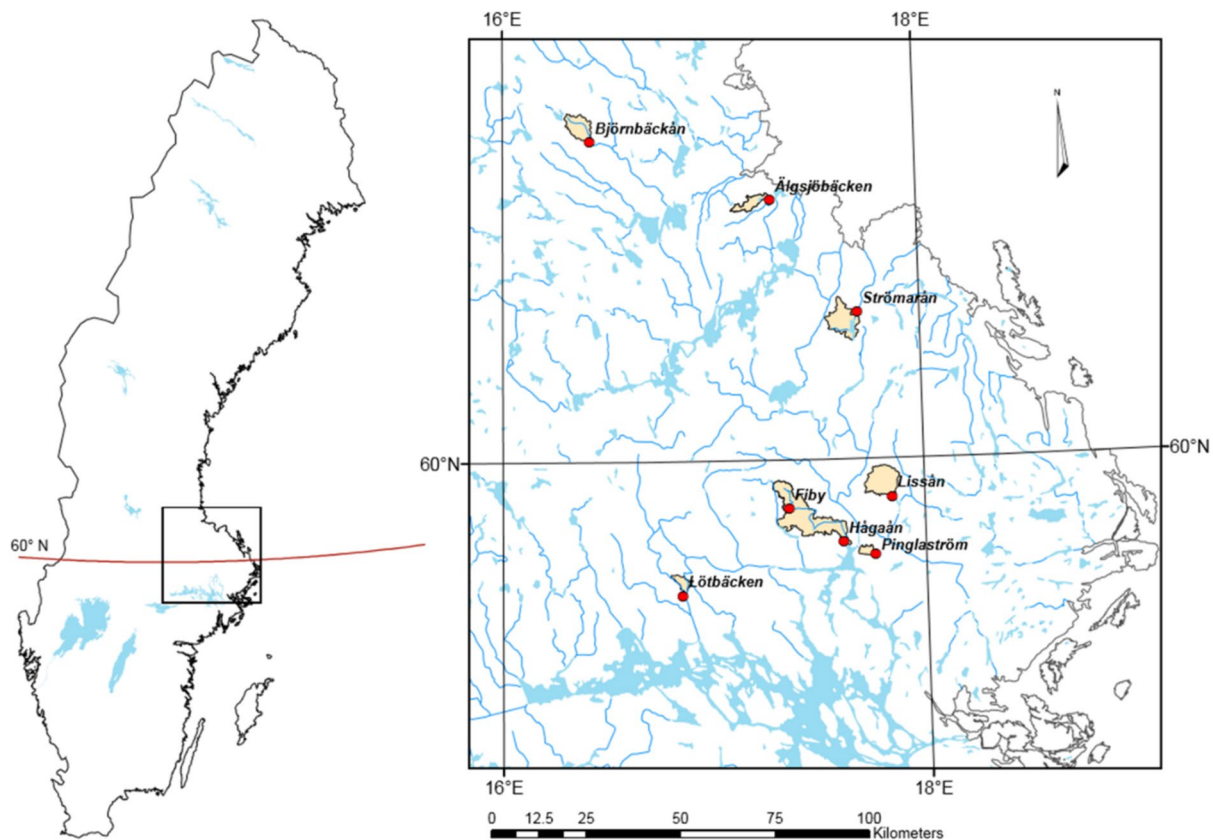 16°E
18°E
N
Björnbäckån
Älgsjöbäcken
Strömarån
60°N
60°N
Lissån
Fiby
Hågaån
60° N
Pinglaström
Lötbäcken
16°E
18°E
0 12.5 25 50 75 100
Kilometers